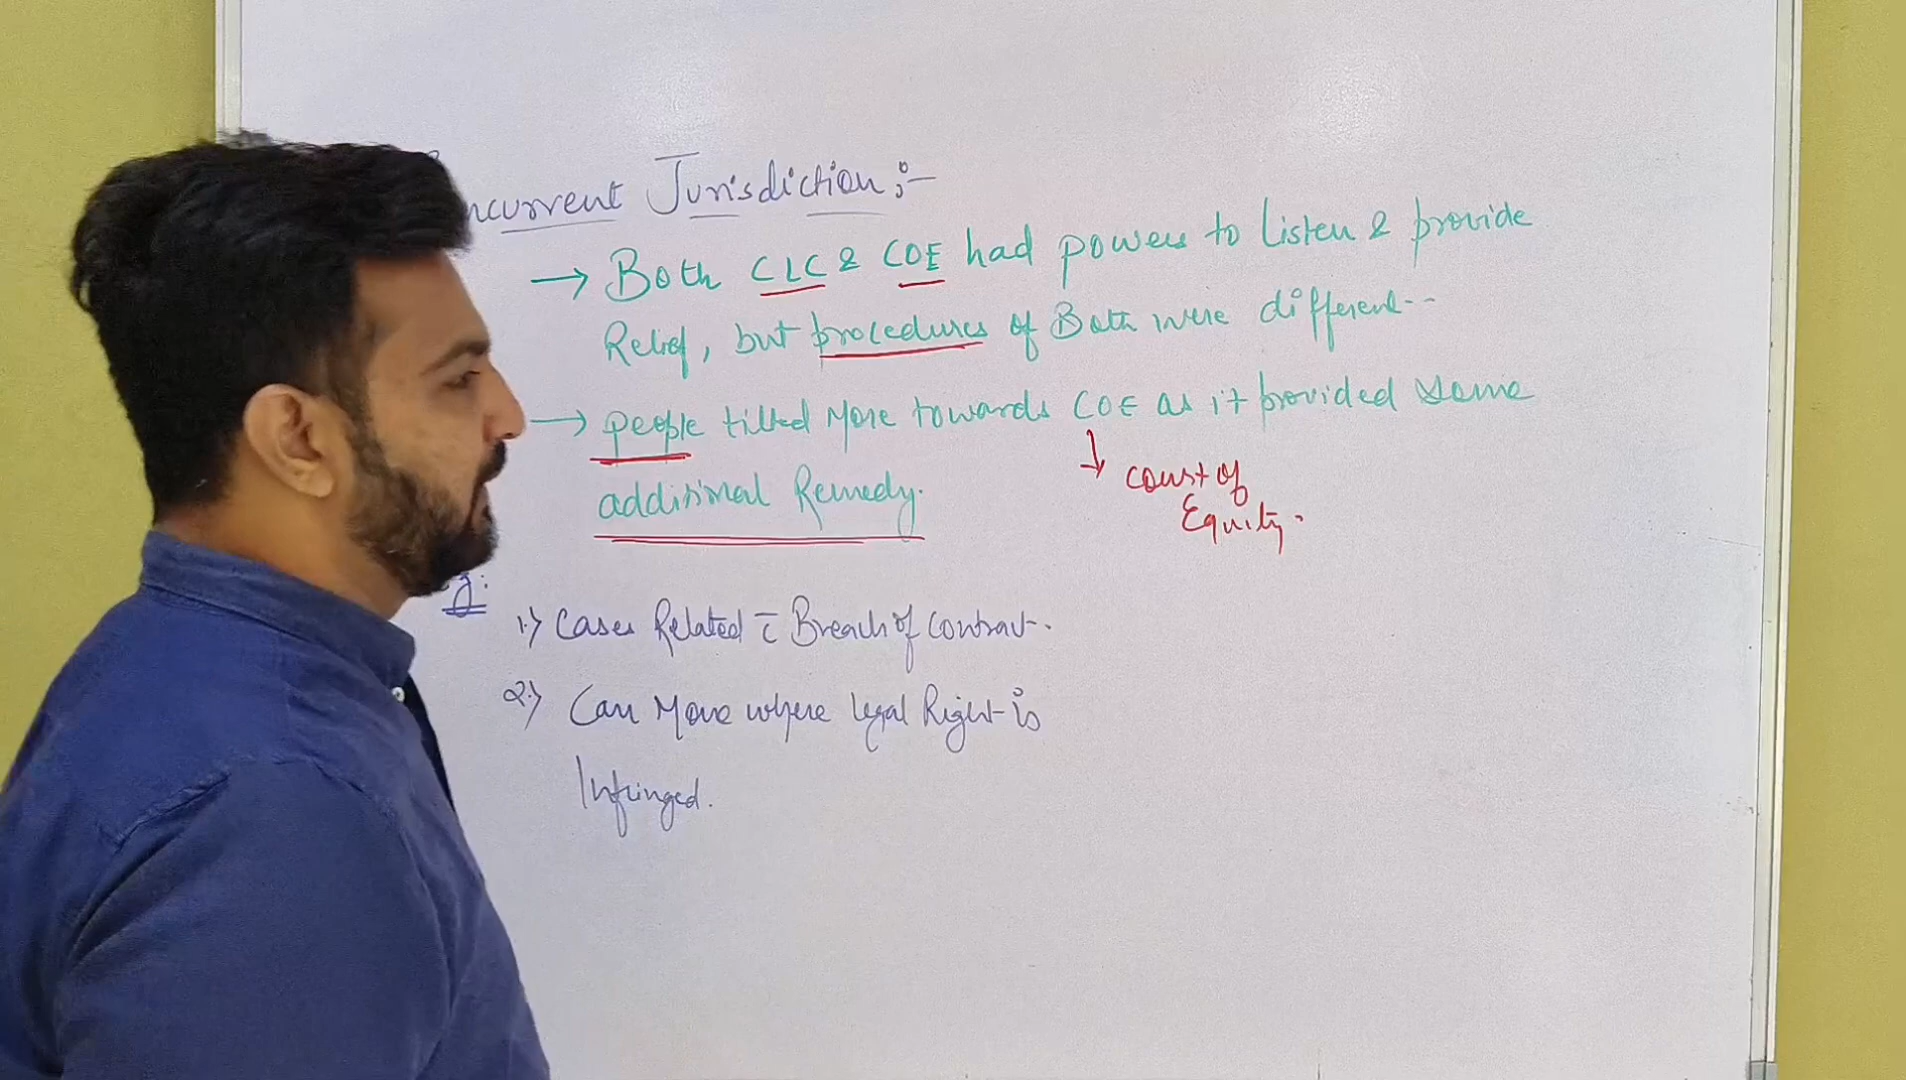 ncurrent Jurisdiction :-
→ Both CLC & COE had powers to Listen & provide
Relief, but procedures of Both were different--
→ people tilted More towards COE as it provided some
↓ court of
additional Remedy.
Equity.
g:
1.) Cases Related c̄ Breach of contract.
2.) Can Move where legal Right is
Infringed.